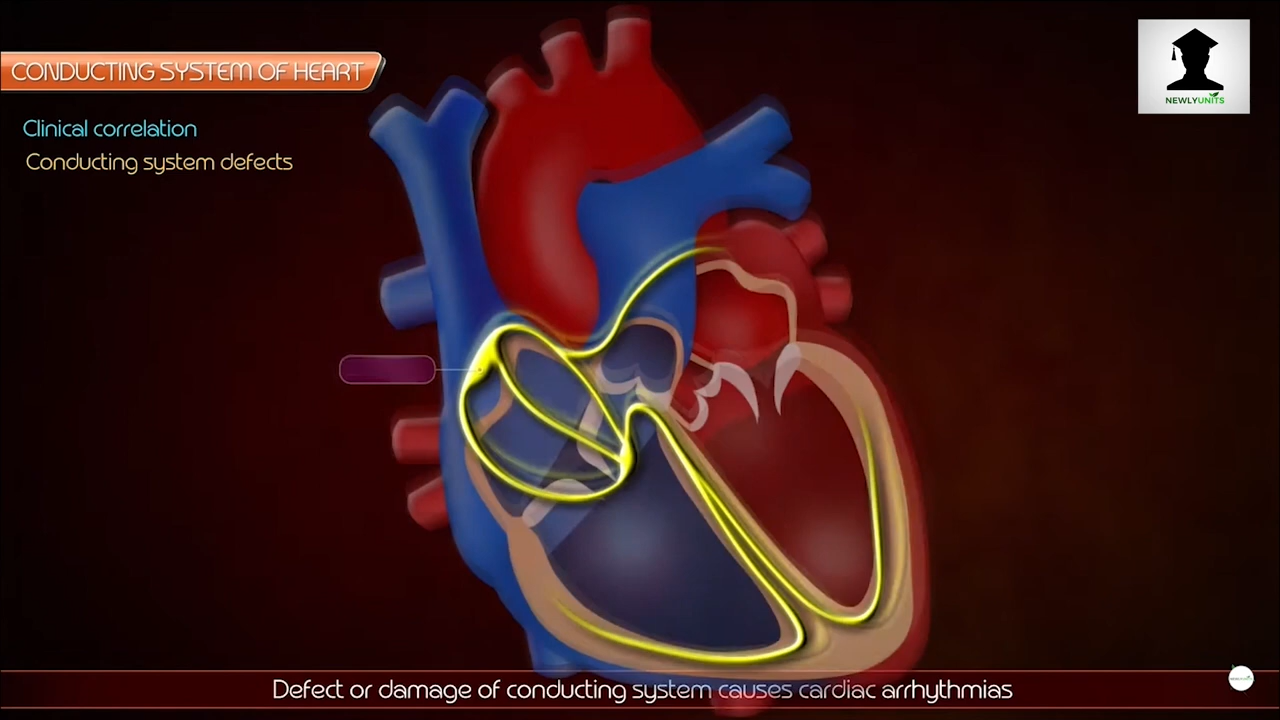 CONDUCTING SYSTEM OF HEART
NEWLYUNITS
Clinical correlation
Conducting system defects
Defect or damage of conducting system causes cardiac arrhythmias